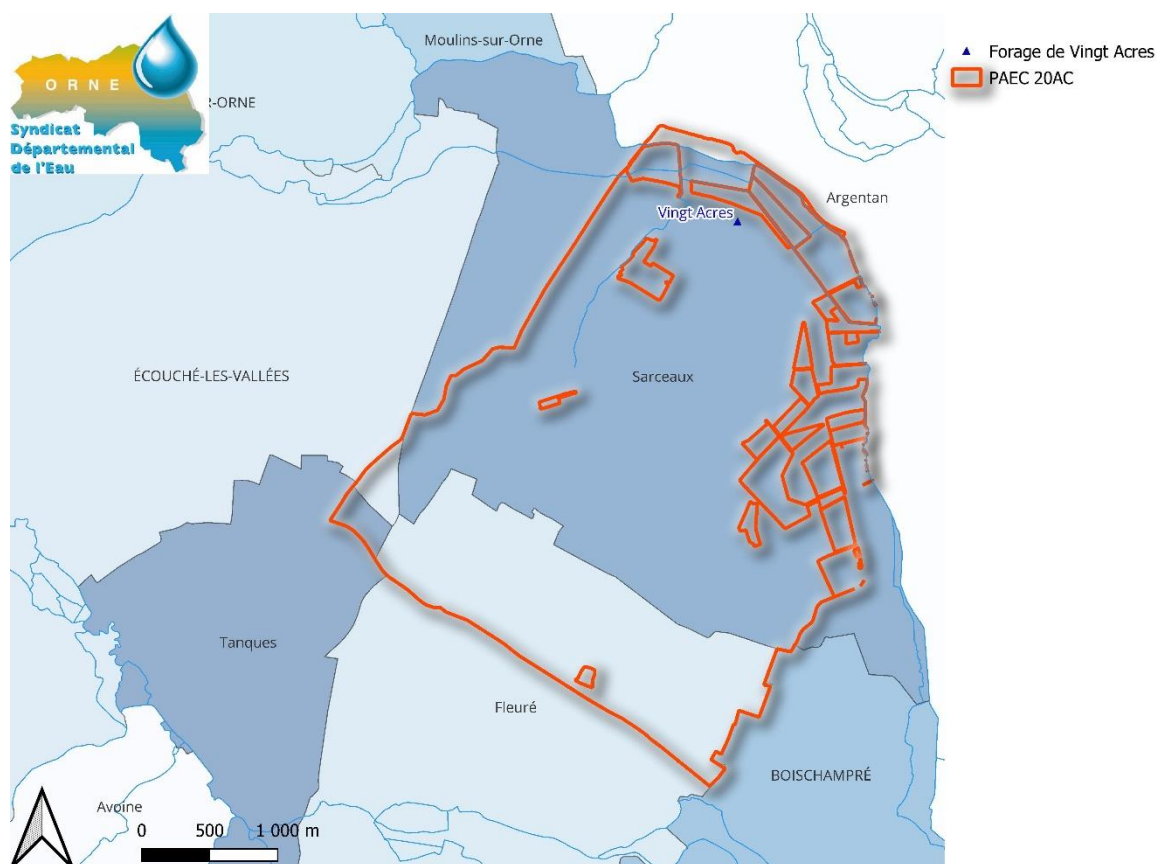 ORNE
Syndicat
Départemental
de l'Eau
R-ORNE
Moulins-sur-Orne
Forage de Vingt Acres
PAEC 20AC
Argentan
Vingt Acres
ÉCOUCHÉ-LES-VALLÉES
Sarceaux
Tanques
Fleuré
BOISCHAMPRÉ
Avoine
0 500 1 000 m